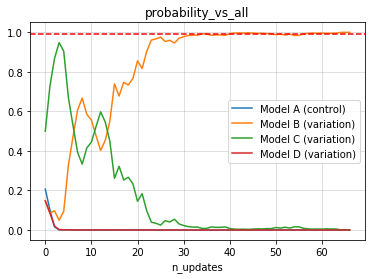 probability_vs_all
1.0
0.8
0.6
0.4
0.2
0.0
Model A (control)
Model B (variation)
Model C (variation)
Model D (variation)
0 10 20 30 40 50 60
n_updates